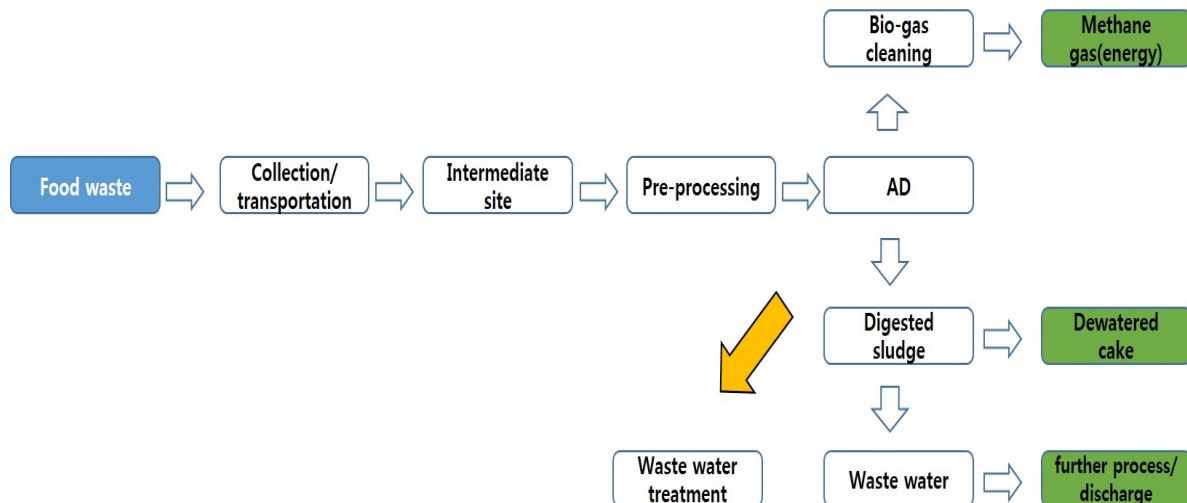 Bio-gas
cleaning
Methane
gas(energy)
Food waste
Collection/
transportation
Intermediate
site
Pre-processing
AD
Digested
sludge
Dewatered
cake
Waste water
treatment
Waste water
further process/
discharge